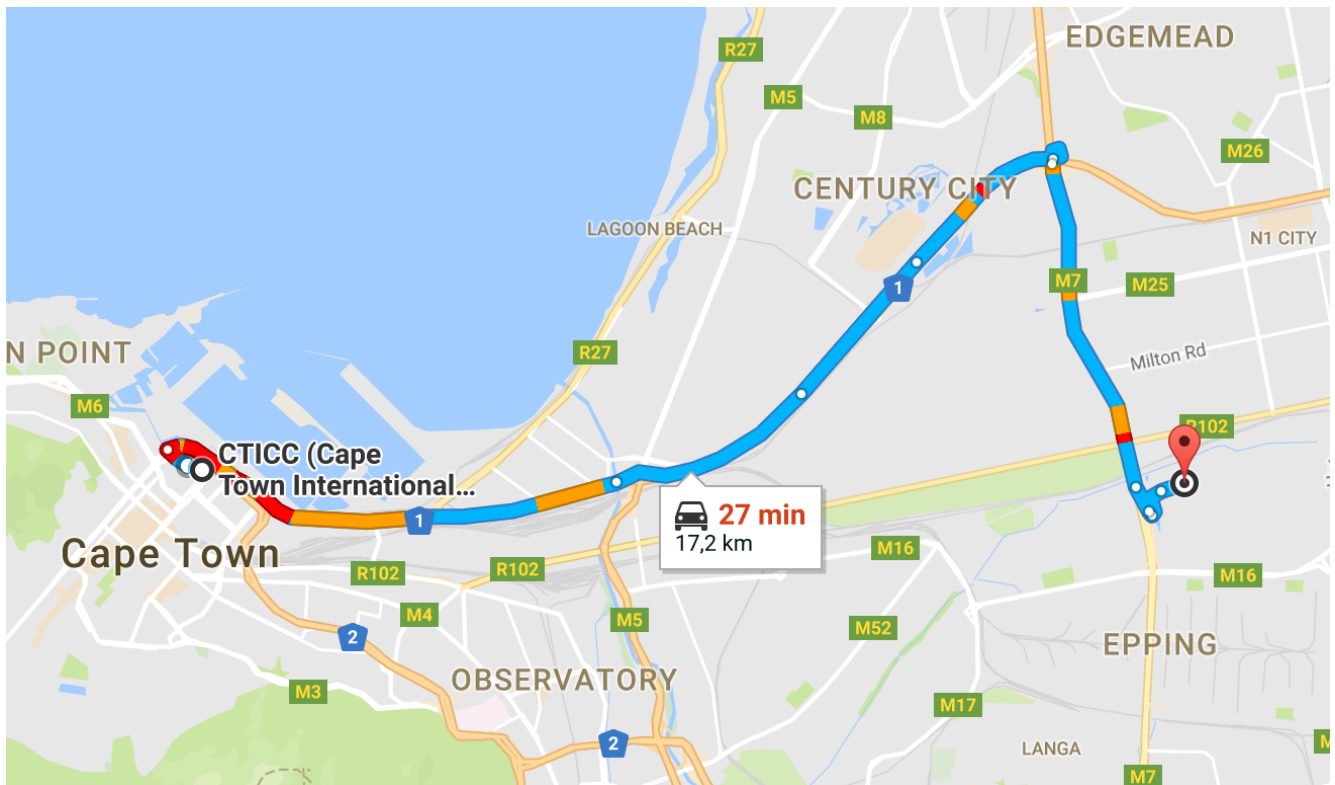 EDGEMEAD
R27
M5
M8
M26
CENTURY CITY
LAGOON BEACH
N1 CITY
M7
M25
1
N POINT
R27
Milton Rd
M6
R102
CTICC (Cape
Town International...
27 min
17,2 km
1
Cape Town
M16
R102
R102
M16
M4
M5
M52
2
EPPING
OBSERVATORY
M3
M17
2
LANGA
M7